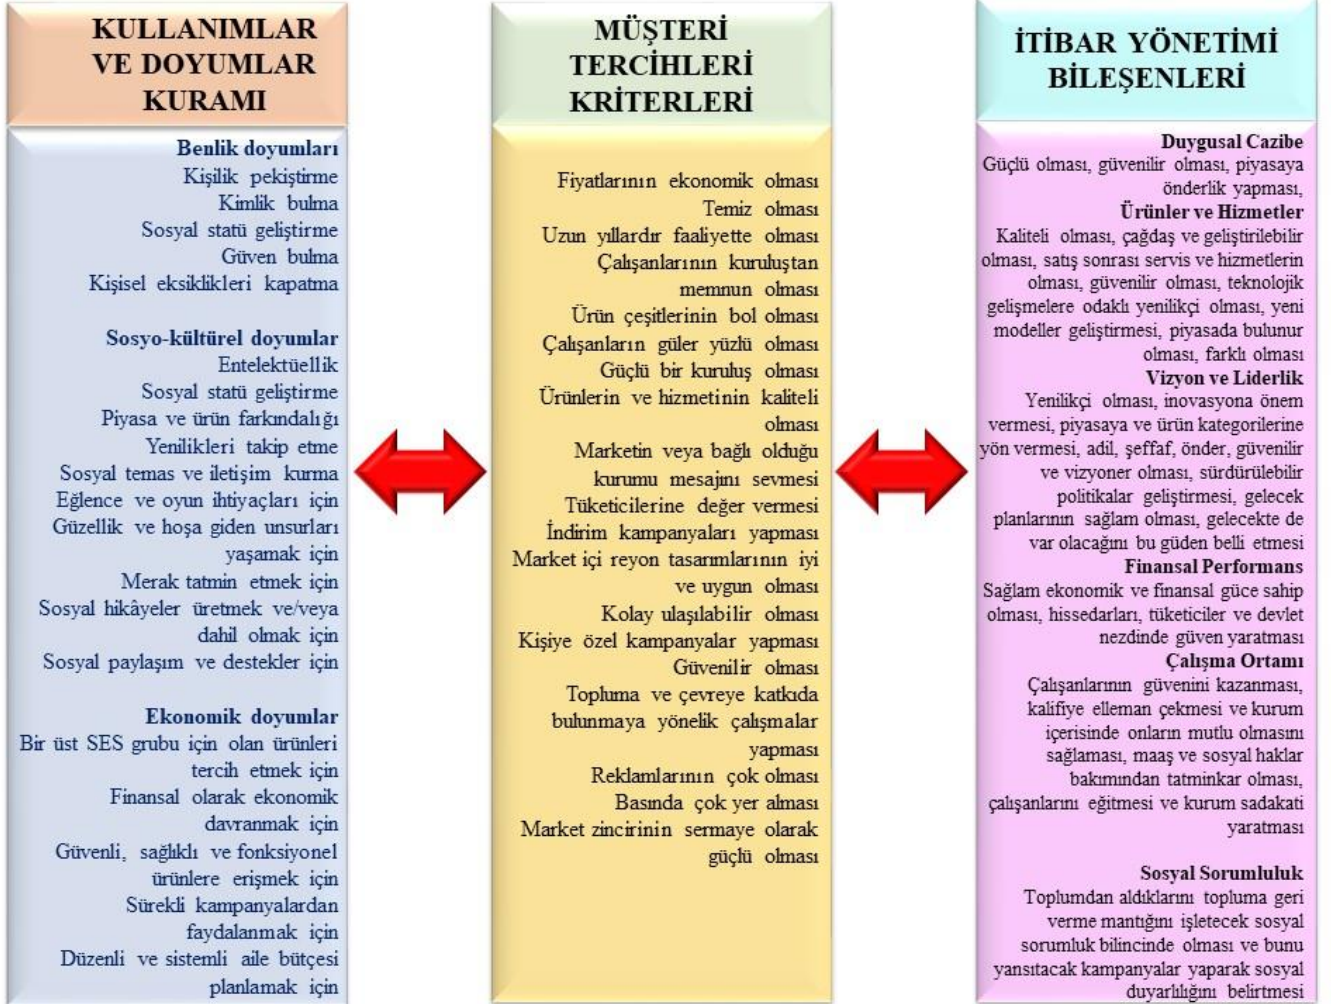 KULLANIMLAR
VE DOYUMLAR
KURAMI
Benlik doyumları
Kişilik pekiştirme
Kimlik bulma
Sosyal statü geliştirme
Güven bulma
Kişisel eksiklikleri kapatma
Sosyo-kültürel doyumlar
Entelektüellik
Sosyal statü geliştirme
Piyasa ve ürün farkındalığı
Yenilikleri takip etme
Sosyal temas ve iletişim kurma
Eğlence ve oyun ihtiyaçları için
Güzellik ve hoşa giden unsurları
yaşamak için
Merak tatmin etmek için
Sosyal hikâyeler üretmek ve/veya
dahil olmak için
Sosyal paylaşım ve destekler için
Ekonomik doyumlar
Bir üst SES grubu için olan ürünleri
tercih etmek için
Finansal olarak ekonomik
davranmak için
Güvenli, sağlıklı ve fonksiyonel
ürünlere erişmek için
Sürekli kampanyalardan
faydalanmak için
Düzenli ve sistemli aile bütçesi
planlamak için
MÜŞTERİ
TERCİHLERİ
KRİTERLERİ
Fiyatlarının ekonomik olması
Temiz olması
Uzun yıllardır faaliyette olması
Çalışanlarının kuruluştan
memnun olması
Ürün çeşitlerinin bol olması
Çalışanların güler yüzlü olması
Güçlü bir kuruluş olması
Ürünlerin ve hizmetinin kaliteli
olması
Marketin veya bağlı olduğu
kurumu mesajını sevmesi
Tüketicilerine değer vermesi
İndirim kampanyaları yapması
Market içi reyon tasarımlarının iyi
ve uygun olması
Kolay ulaşılabilir olması
Kişiye özel kampanyalar yapması
Güvenilir olması
Topluma ve çevreye katkıda
bulunmaya yönelik çalışmalar
yapması
Reklamlarının çok olması
Basında çok yer alması
Market zincirinin sermaye olarak
güçlü olması
İTİBAR YÖNETİMİ
BİLEŞENLERİ
Duygusal Cazibe
Güçlü olması, güvenilir olması, piyasaya
önderlik yapması,
Ürünler ve Hizmetler
Kaliteli olması, çağdaş ve geliştirilebilir
olması, satış sonrası servis ve hizmetlerin
olması, güvenilir olması, teknolojik
gelişmelere odaklı yenilikçi olması, yeni
modeller geliştirmesi, piyasada bulunur
olması, farklı olması
Vizyon ve Liderlik
Yenilikçi olması, inovasyona önem
vermesi, piyasaya ve ürün kategorilerine
yön vermesi, adil, şeffaf, önder, güvenilir
ve vizyoner olması, sürdürülebilir
politikalar geliştirmesi, gelecek
planlarının sağlam olması, gelecekte de
var olacağını bu güden belli etmesi
Finansal Performans
Sağlam ekonomik ve finansal güce sahip
olması, hissedarları, tüketiciler ve devlet
nezdinde güven yaratması
Çalışma Ortamı
Çalışanlarının güvenini kazanması,
kalifiye elleman çekmesi ve kurum
içerisinde onların mutlu olmasını
sağlaması, maaş ve sosyal haklar
bakımından tatminkar olması,
çalışanlarını eğitmesi ve kurum sadakati
yaratması
Sosyal Sorumluluk
Toplumdan aldıklarını topluma geri
verme mantığını işletecek sosyal
sorumluk bilincinde olması ve bunu
yansıtacak kampanyalar yaparak sosyal
duyarlılığını belirtmesi